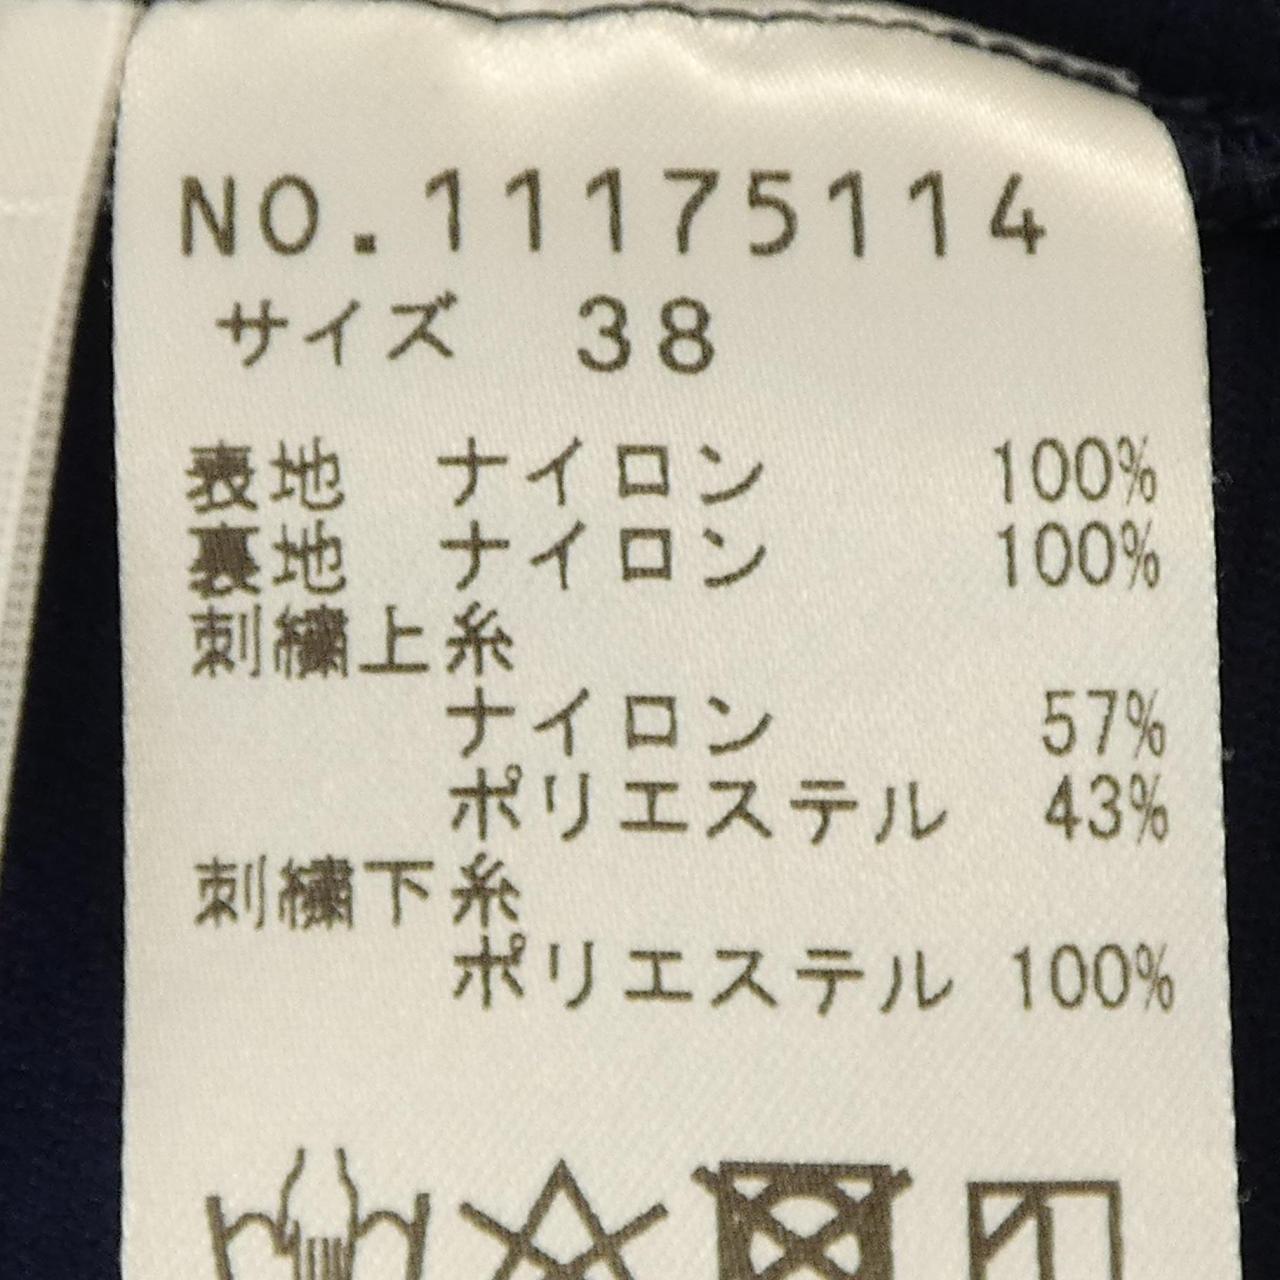 NO.11175114
サイズ 38
表地 ナイロン 100%
裏地 ナイロン 100%
刺繍上糸
ナイロン 57%
ポリエステル 43%
刺繍下糸
ポリエステル 100%